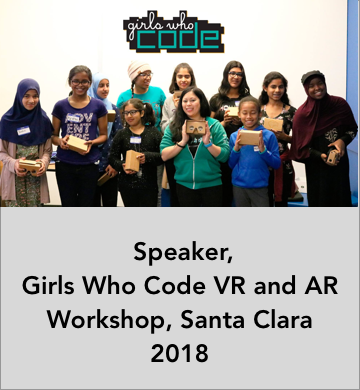 girls who
code
Speaker,
Girls Who Code VR and AR
Workshop, Santa Clara
2018